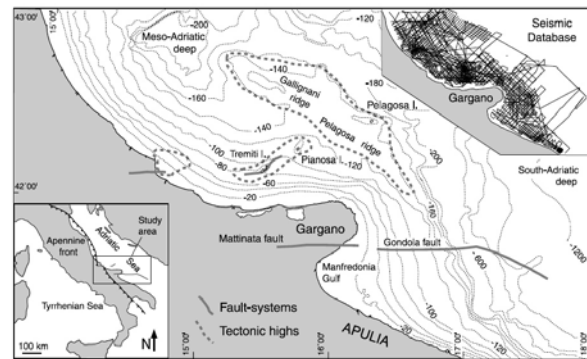 43°00'
15°00'
-200
Meso-Adriatic
deep
-120
Seismic
Database
Gargano
-140
Gallignani
ridge
-160
-180
Pelagosa I.
Pelagosa
ridge
-140
-100
-80
Tremiti I.
Pianosa I.
-120
-60
-200
South-Adriatic
deep
42°00'
-20
-180
Gargano
Mattinata fault
Gondola fault
-600
-1200
Manfredonia
Gulf
-100
-20
APULIA
Study
area
Adriatic
Sea
Apennine
front
Tyrrhenian Sea
100 km
N
Fault-systems
Tectonic highs
15°00'
16°00'